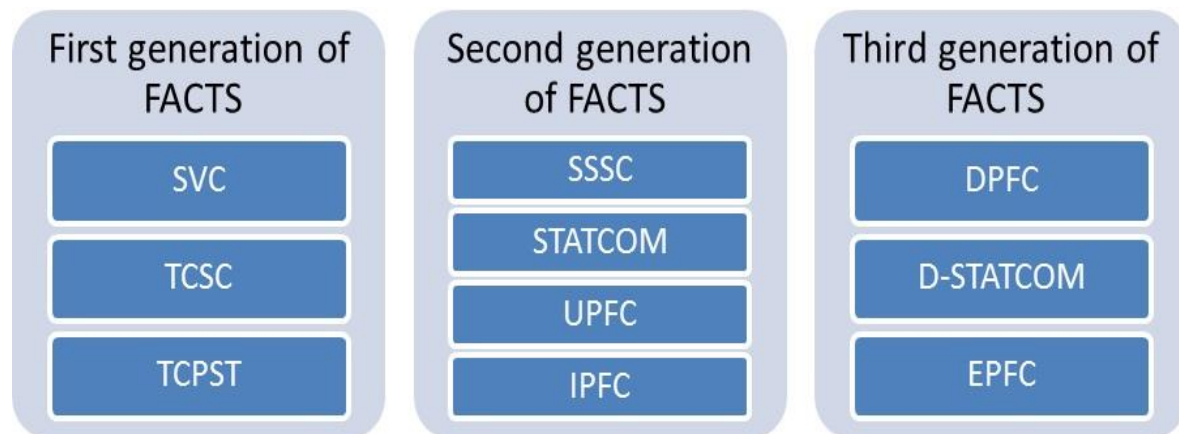 First generation of
FACTS
SVC
TCSC
TCPST
Second generation
of FACTS
SSSC
STATCOM
UPFC
IPFC
Third generation of
FACTS
DPFC
D-STATCOM
EPFC